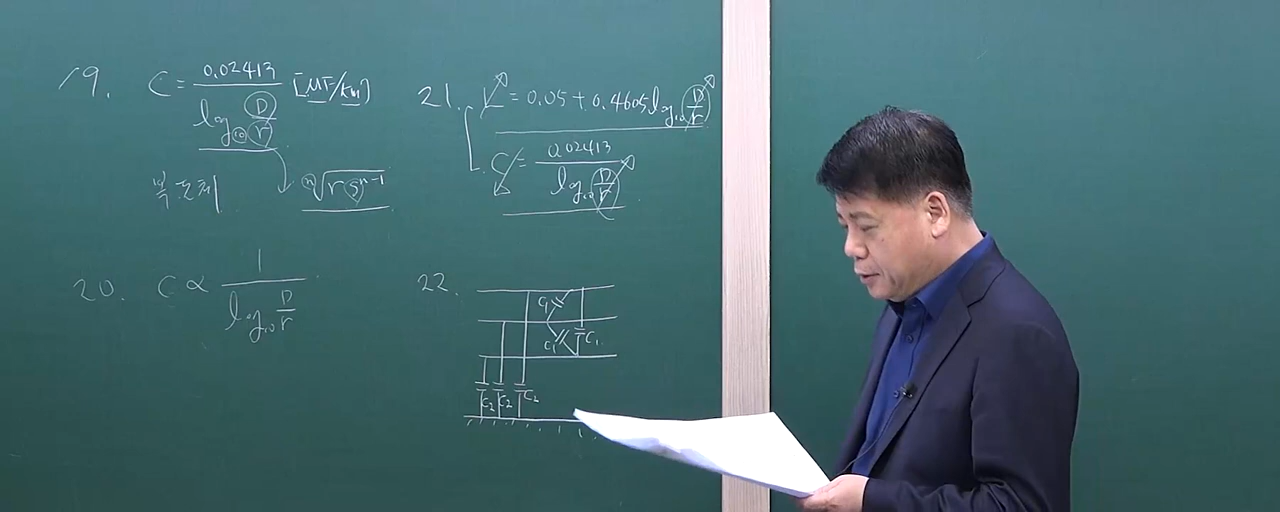 19. C = 0.02413 / log₁₀ D/r [μF/km]
복도체 ⁿ√(r sⁿ⁻¹)
20. C ∝ 1 / log₁₀ D/r
21. L = 0.05 + 0.4605 log₁₀ D/r
C = 0.02413 / log₁₀ D/r
22.
C₁
C₁ C₁
C₂ C₂ C₂